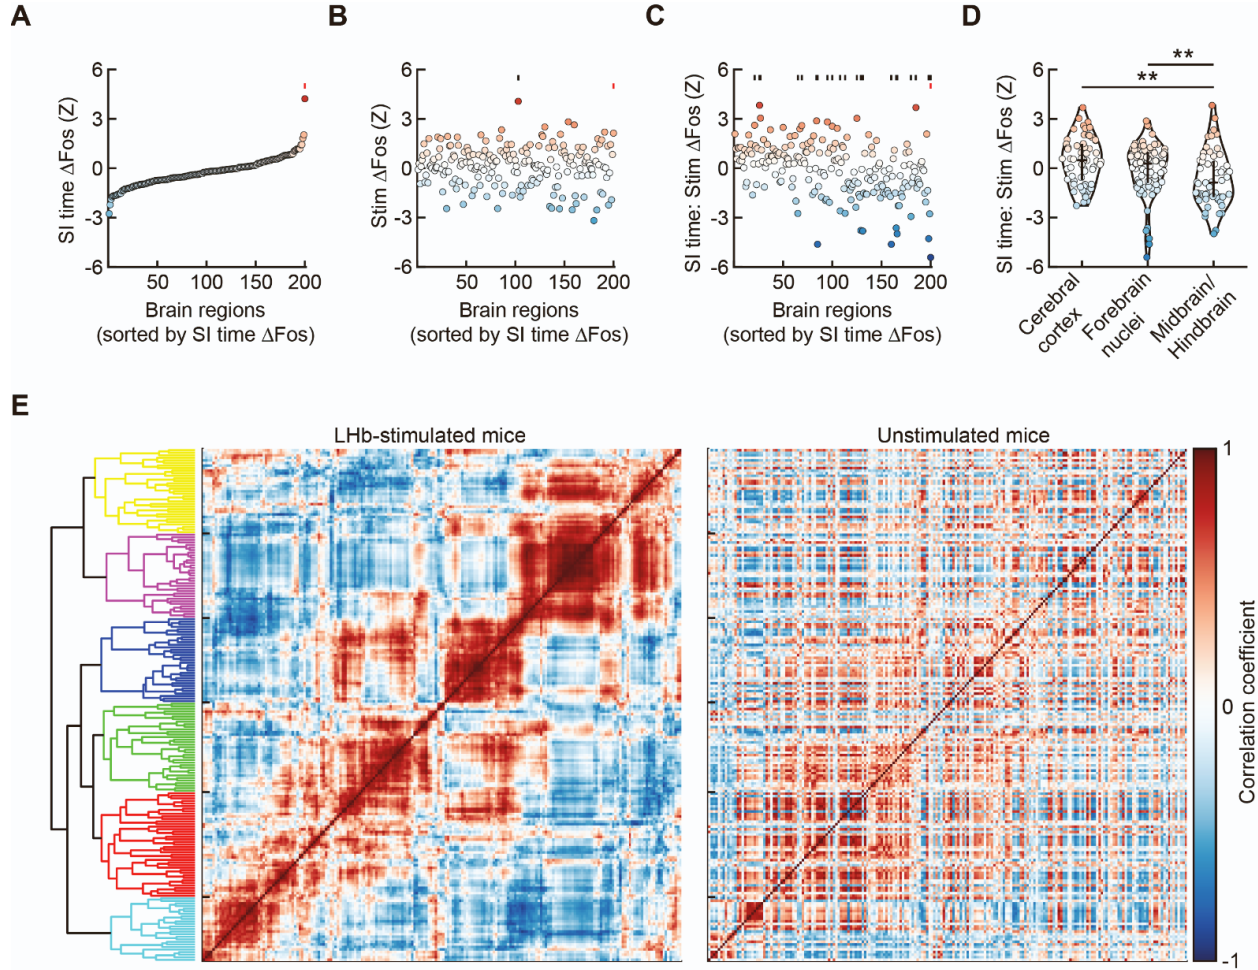 A
B
C
D
6
3
0
-3
-6
SI time ΔFos (Z)
50
100
150
200
Brain regions
(sorted by SI time ΔFos)
6
3
0
-3
-6
Stim ΔFos (Z)
50
100
150
200
Brain regions
(sorted by SI time ΔFos)
6
3
0
-3
-6
SI time: Stim ΔFos (Z)
50
100
150
200
Brain regions
(sorted by SI time ΔFos)
**
**
6
3
0
-3
-6
SI time: Stim ΔFos (Z)
Cerebral
cortex
Forebrain
nuclei
Midbrain/
Hindbrain
E
LHb-stimulated mice
Unstimulated mice
1
0
-1
Correlation coefficient